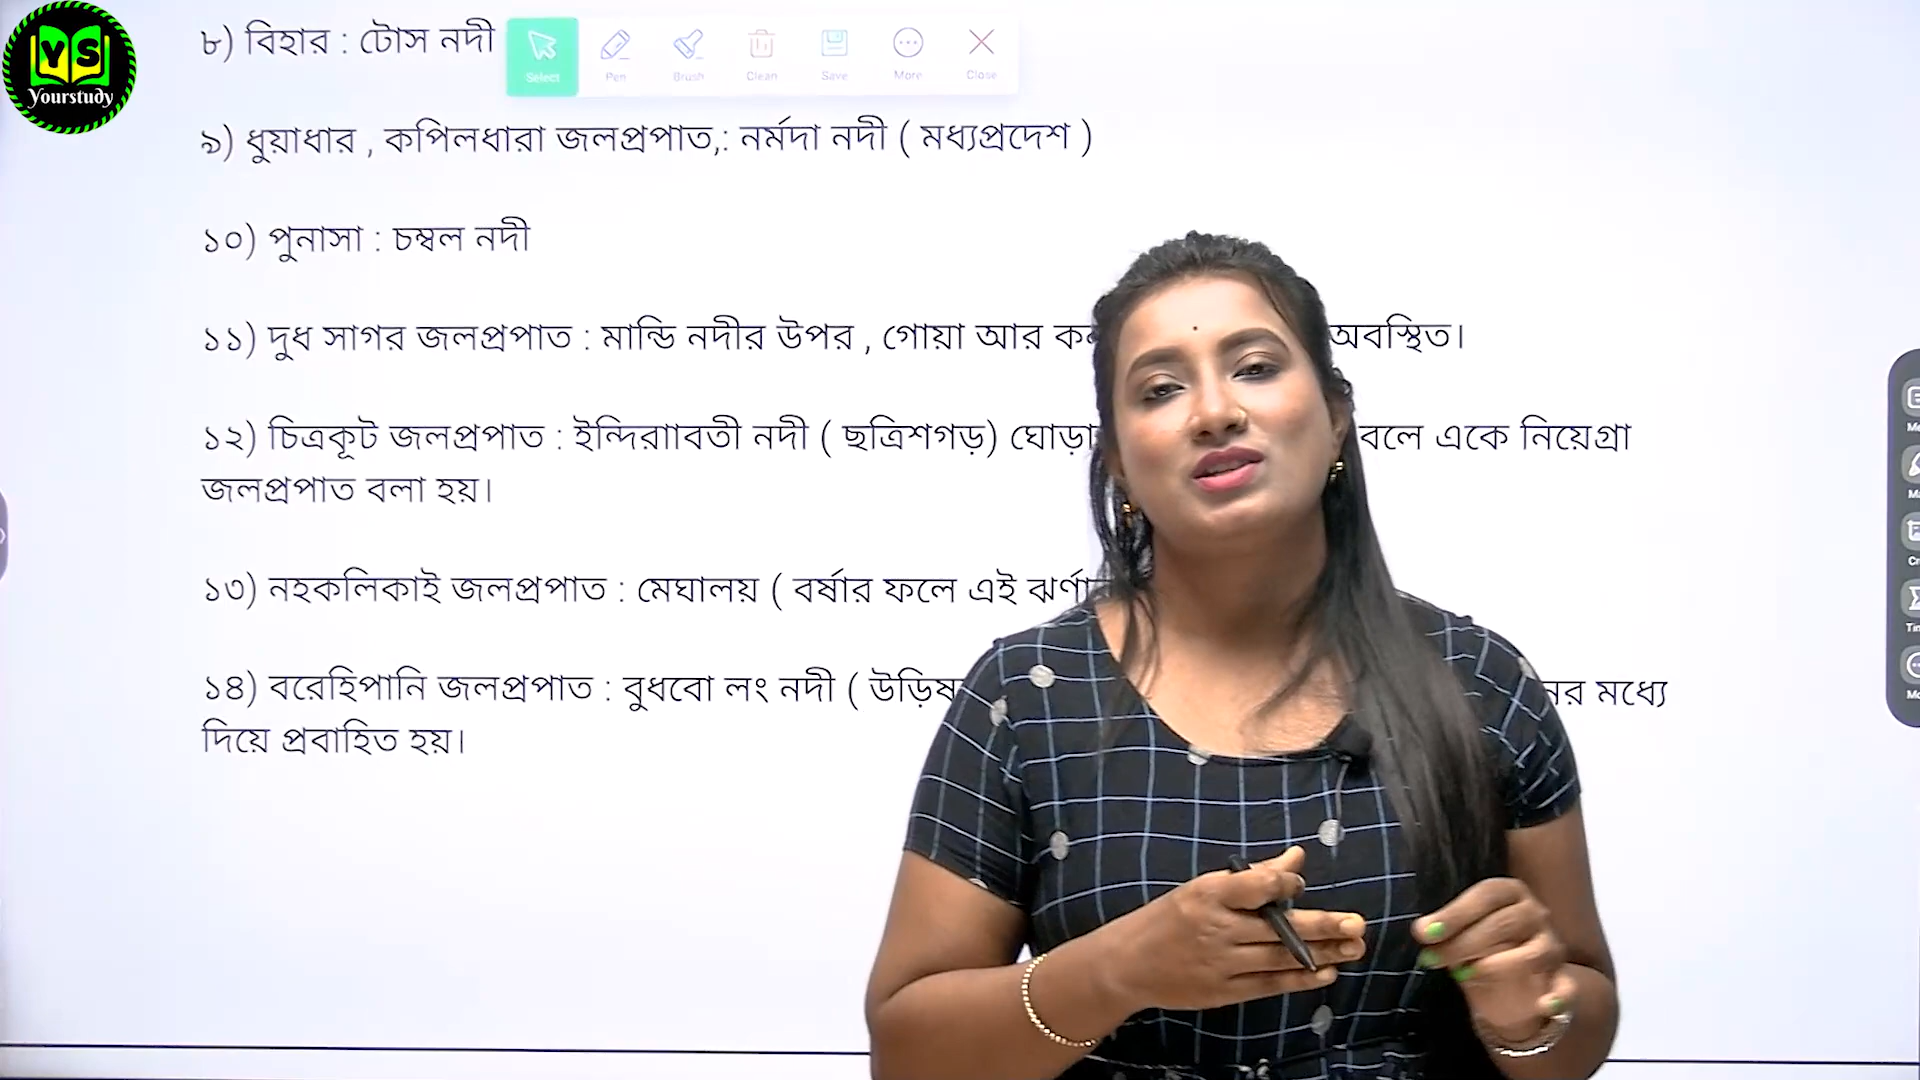 YS
Yourstudy
৮) বিহার : টোস নদী
Select Pen Brush Clean Save More Close
৯) ধুয়াধার , কপিলধারা জলপ্রপাত,: নর্মদা নদী ( মধ্যপ্রদেশ )
১০) পুনাসা : চম্বল নদী
১১) দুধ সাগর জলপ্রপাত : মান্ডি নদীর উপর , গোয়া আর অবস্থিত।
১২) চিত্রকূট জলপ্রপাত : ইন্দিরাাবতী নদী ( ছত্রিশগড়) ঘোড়া বলে একে নিয়েগ্রা
জলপ্রপাত বলা হয়।
১৩) নহকলিকাই জলপ্রপাত : মেঘালয় ( বর্ষার ফলে এই
১৪) বরেহিপানি জলপ্রপাত : বুধবো লং নদী ( মধ্যে
দিয়ে প্রবাহিত হয়।